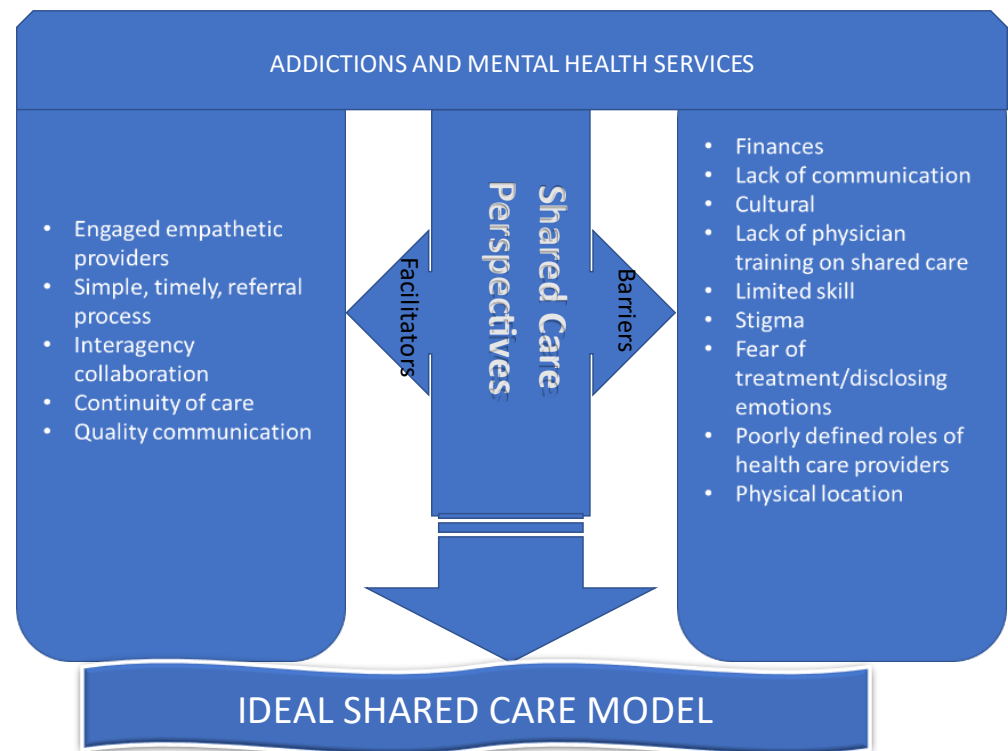 ADDICTIONS AND MENTAL HEALTH SERVICES
• Engaged empathetic
providers
• Simple, timely, referral
process
• Interagency
collaboration
• Continuity of care
• Quality communication
Facilitators
Shared Care
Perspectives
Barriers
• Finances
• Lack of communication
• Cultural
• Lack of physician
training on shared care
• Limited skill
• Stigma
• Fear of
treatment/disclosing
emotions
• Poorly defined roles of
health care providers
• Physical location
IDEAL SHARED CARE MODEL